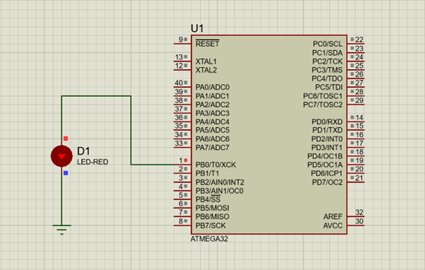 U1
9 RESET PC0/SCL 22
PC1/SDA 23
13 XTAL1 PC2/TCK 24
12 XTAL2 PC3/TMS 25
PC4/TDO 26
40 PA0/ADC0 PC5/TDI 27
39 PA1/ADC1 PC6/TOSC1 28
38 PA2/ADC2 PC7/TOSC2 29
37 PA3/ADC3
36 PA4/ADC4 PD0/RXD 14
35 PA5/ADC5 PD1/TXD 15
34 PA6/ADC6 PD2/INT0 16
33 PA7/ADC7 PD3/INT1 17
PD4/OC1B 18
1 PB0/T0/XCK PD5/OC1A 19
2 PB1/T1 PD6/ICP1 20
3 PB2/AIN0/INT2 PD7/OC2 21
4 PB3/AIN1/OC0
5 PB4/SS
6 PB5/MOSI
7 PB6/MISO AREF 32
8 PB7/SCK AVCC 30
ATMEGA32
D1
LED-RED